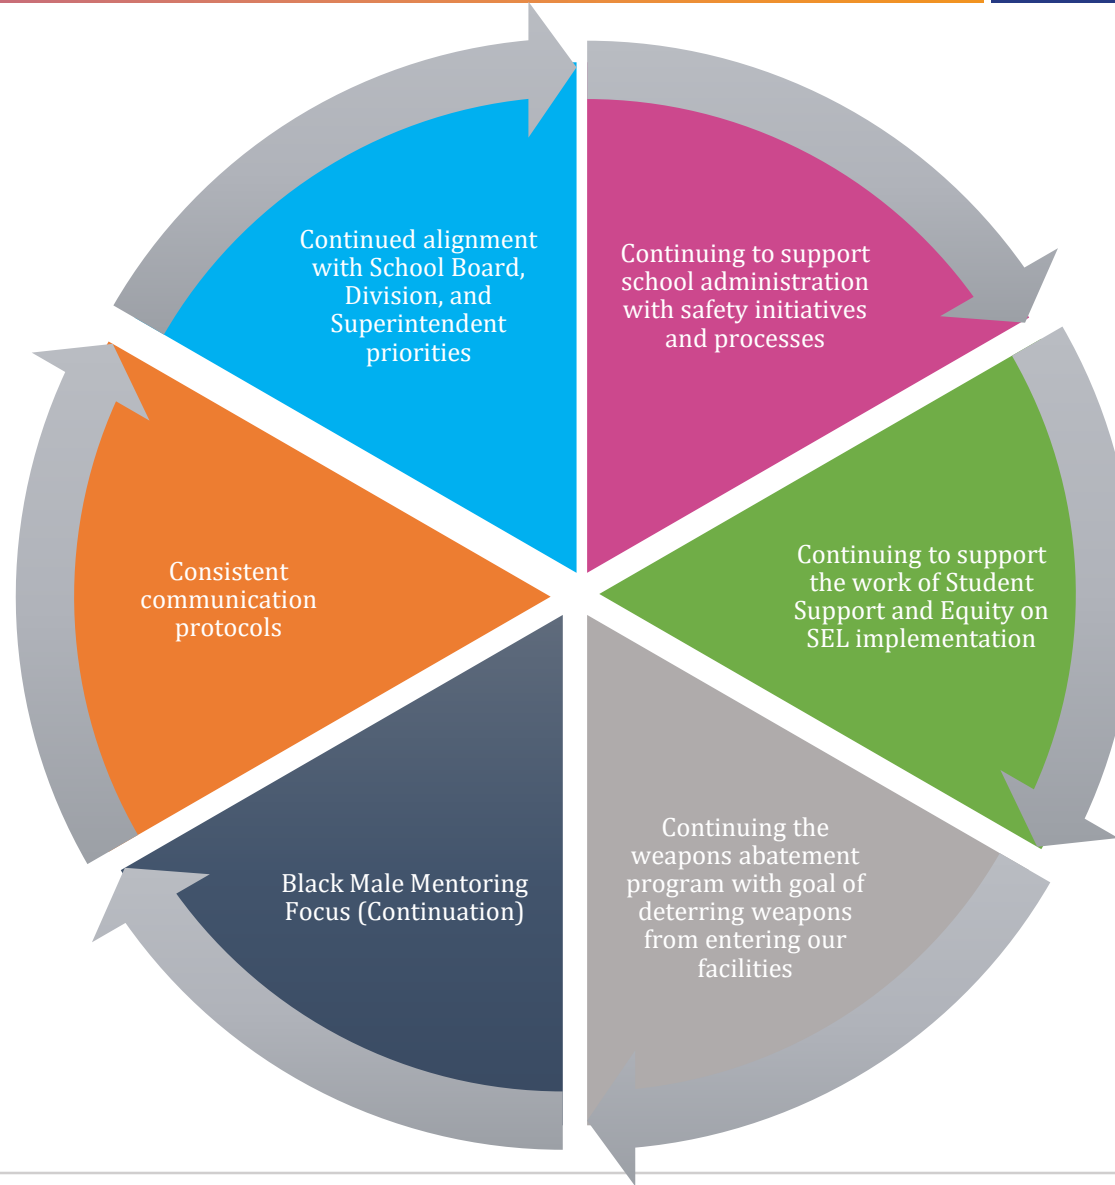 Continued alignment
with School Board,
Division, and
Superintendent
priorities
Continuing to support
school administration
with safety initiatives
and processes
Continuing to support
the work of Student
Support and Equity on
SEL implementation
Continuing the
weapons abatement
program with goal of
deterring weapons
from entering our
facilities
Black Male Mentoring
Focus (Continuation)
Consistent
communication
protocols